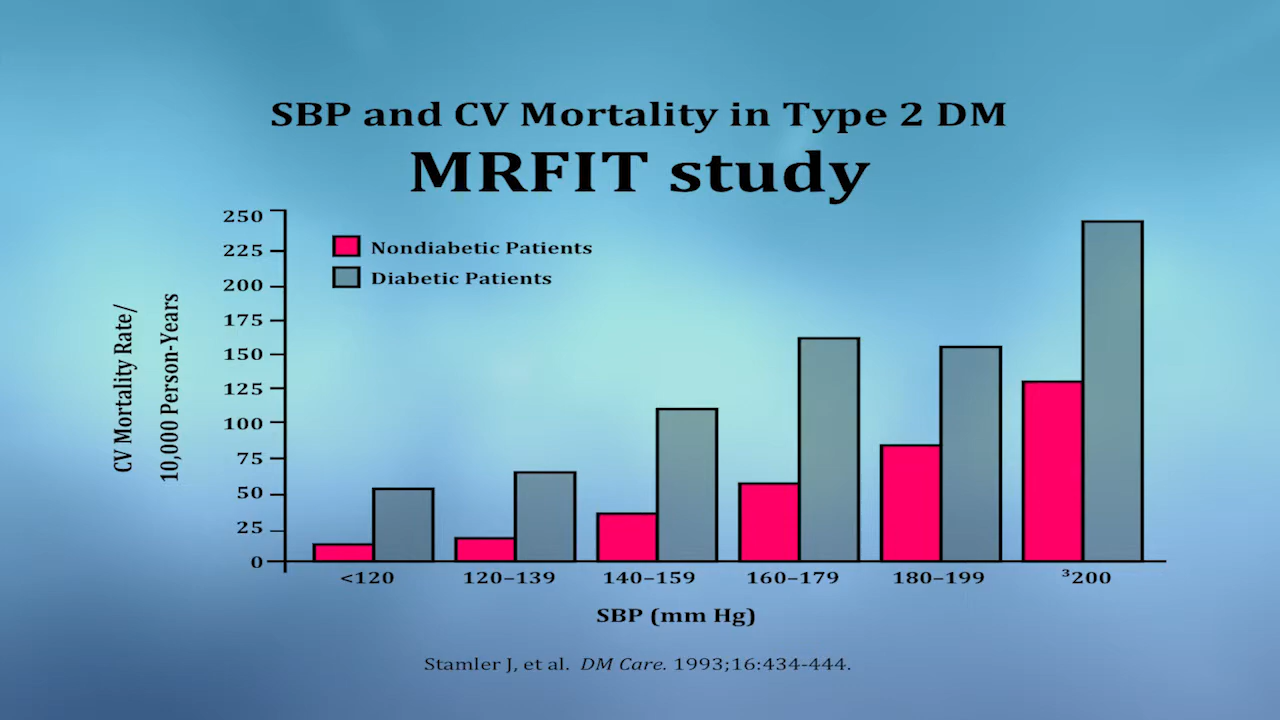 SBP and CV Mortality in Type 2 DM
MRFIT study
250
225
200
175
150
125
100
75
50
25
0
CV Mortality Rate/
10,000 Person-Years
Nondiabetic Patients
Diabetic Patients
<120
120–139
140–159
160–179
180–199
³200
SBP (mm Hg)
Stamler J, et al. DM Care. 1993;16:434-444.